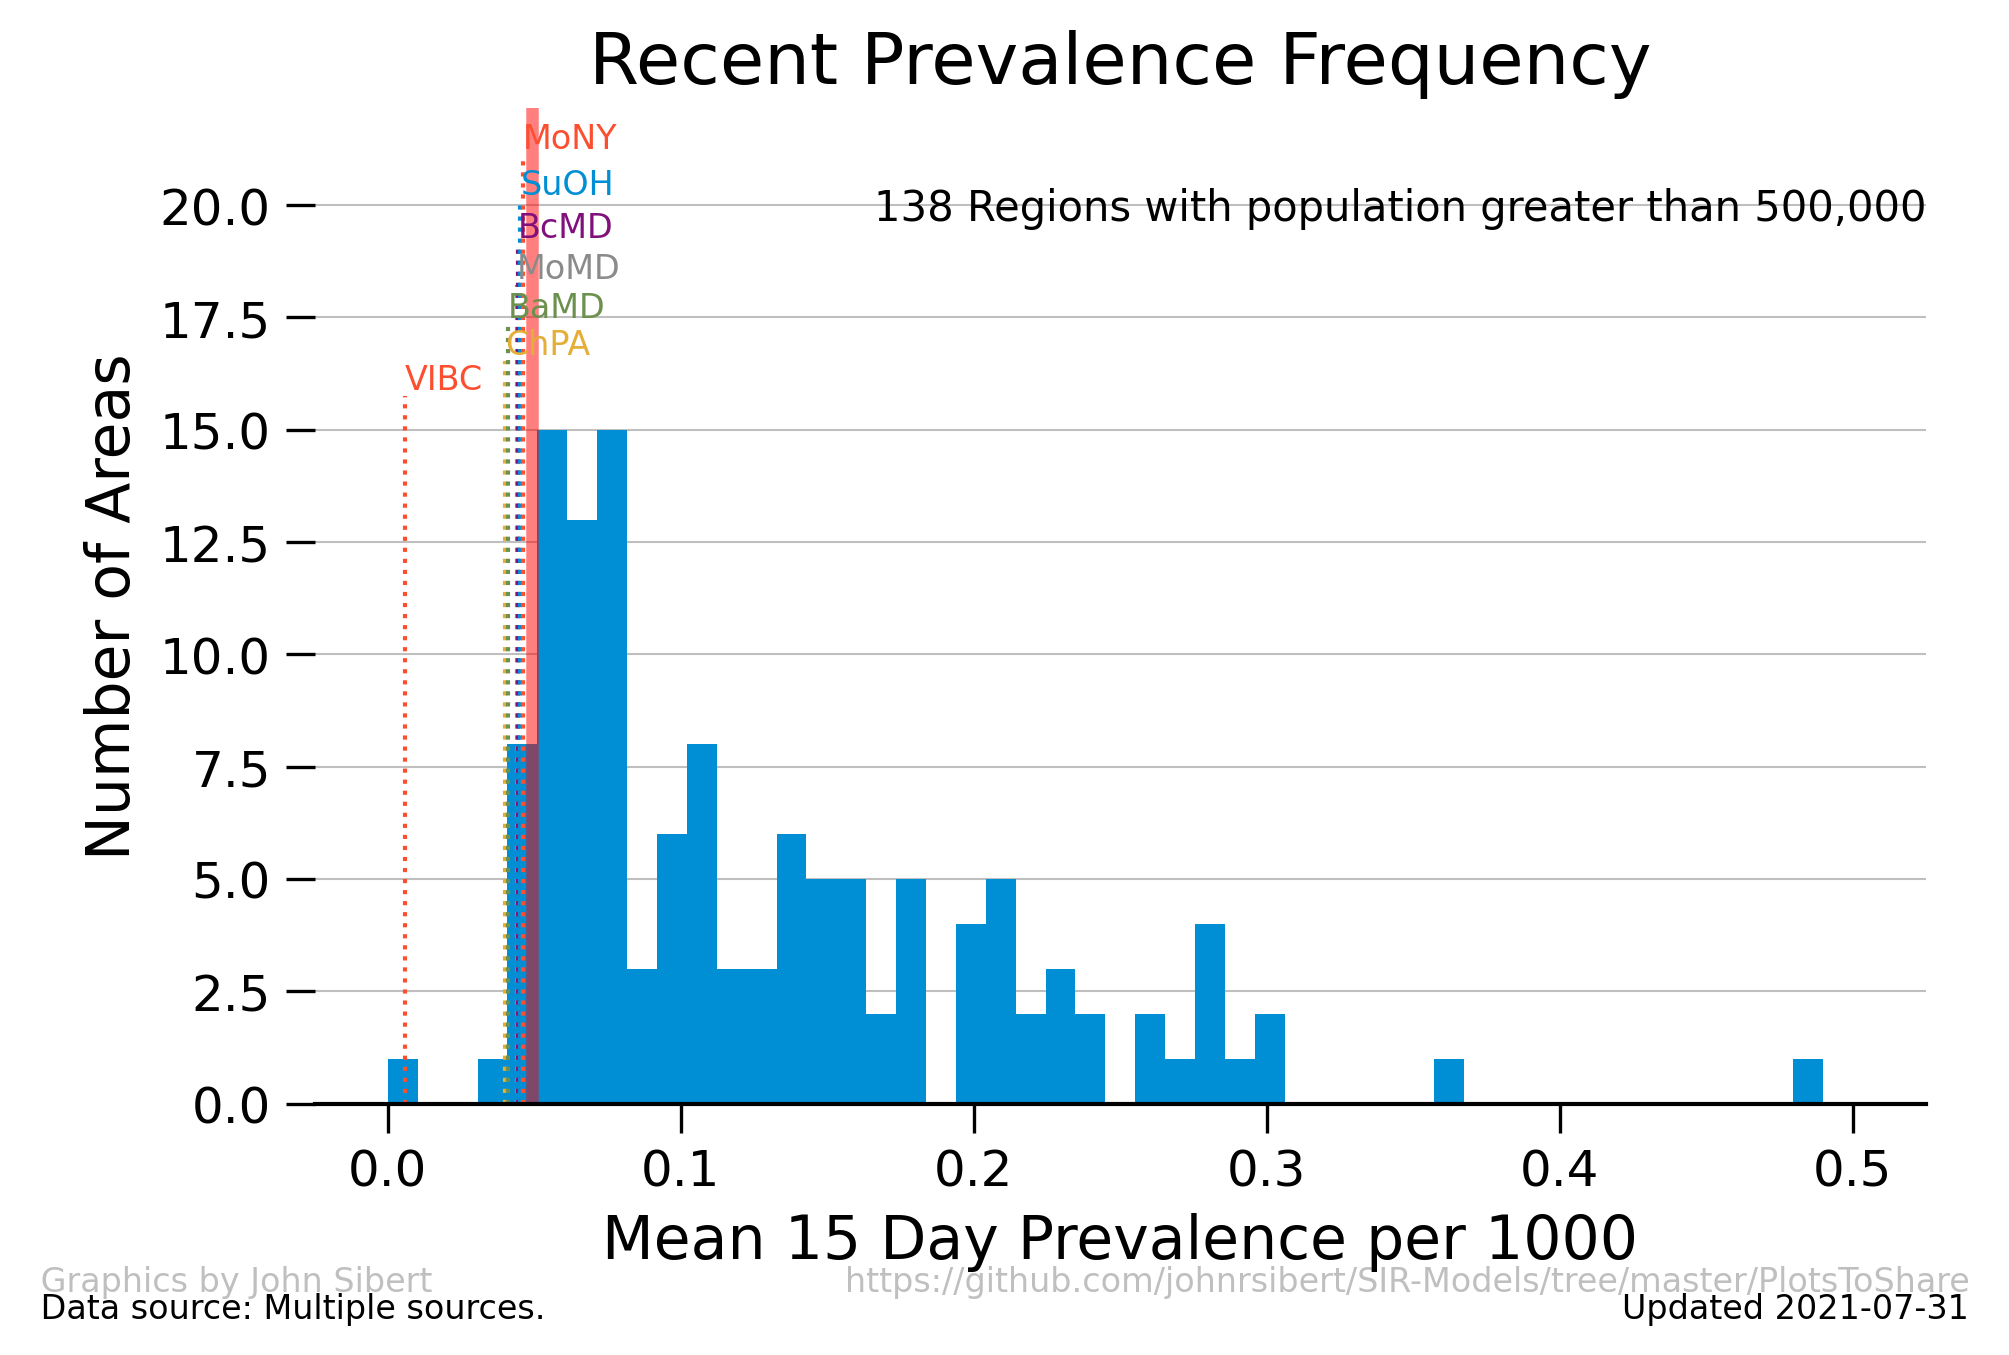 Recent Prevalence Frequency
MoNY
SuOH
BcMD
MoMD
BaMD
ChPA
VIBC
138 Regions with population greater than 500,000
Number of Areas
20.0
17.5
15.0
12.5
10.0
7.5
5.0
2.5
0.0
0.0 0.1 0.2 0.3 0.4 0.5
Mean 15 Day Prevalence per 1000
Graphics by John Sibert
https://github.com/johnrsibert/SIR-Models/tree/master/PlotsToShare
Data source: Multiple sources.
Updated 2021-07-31